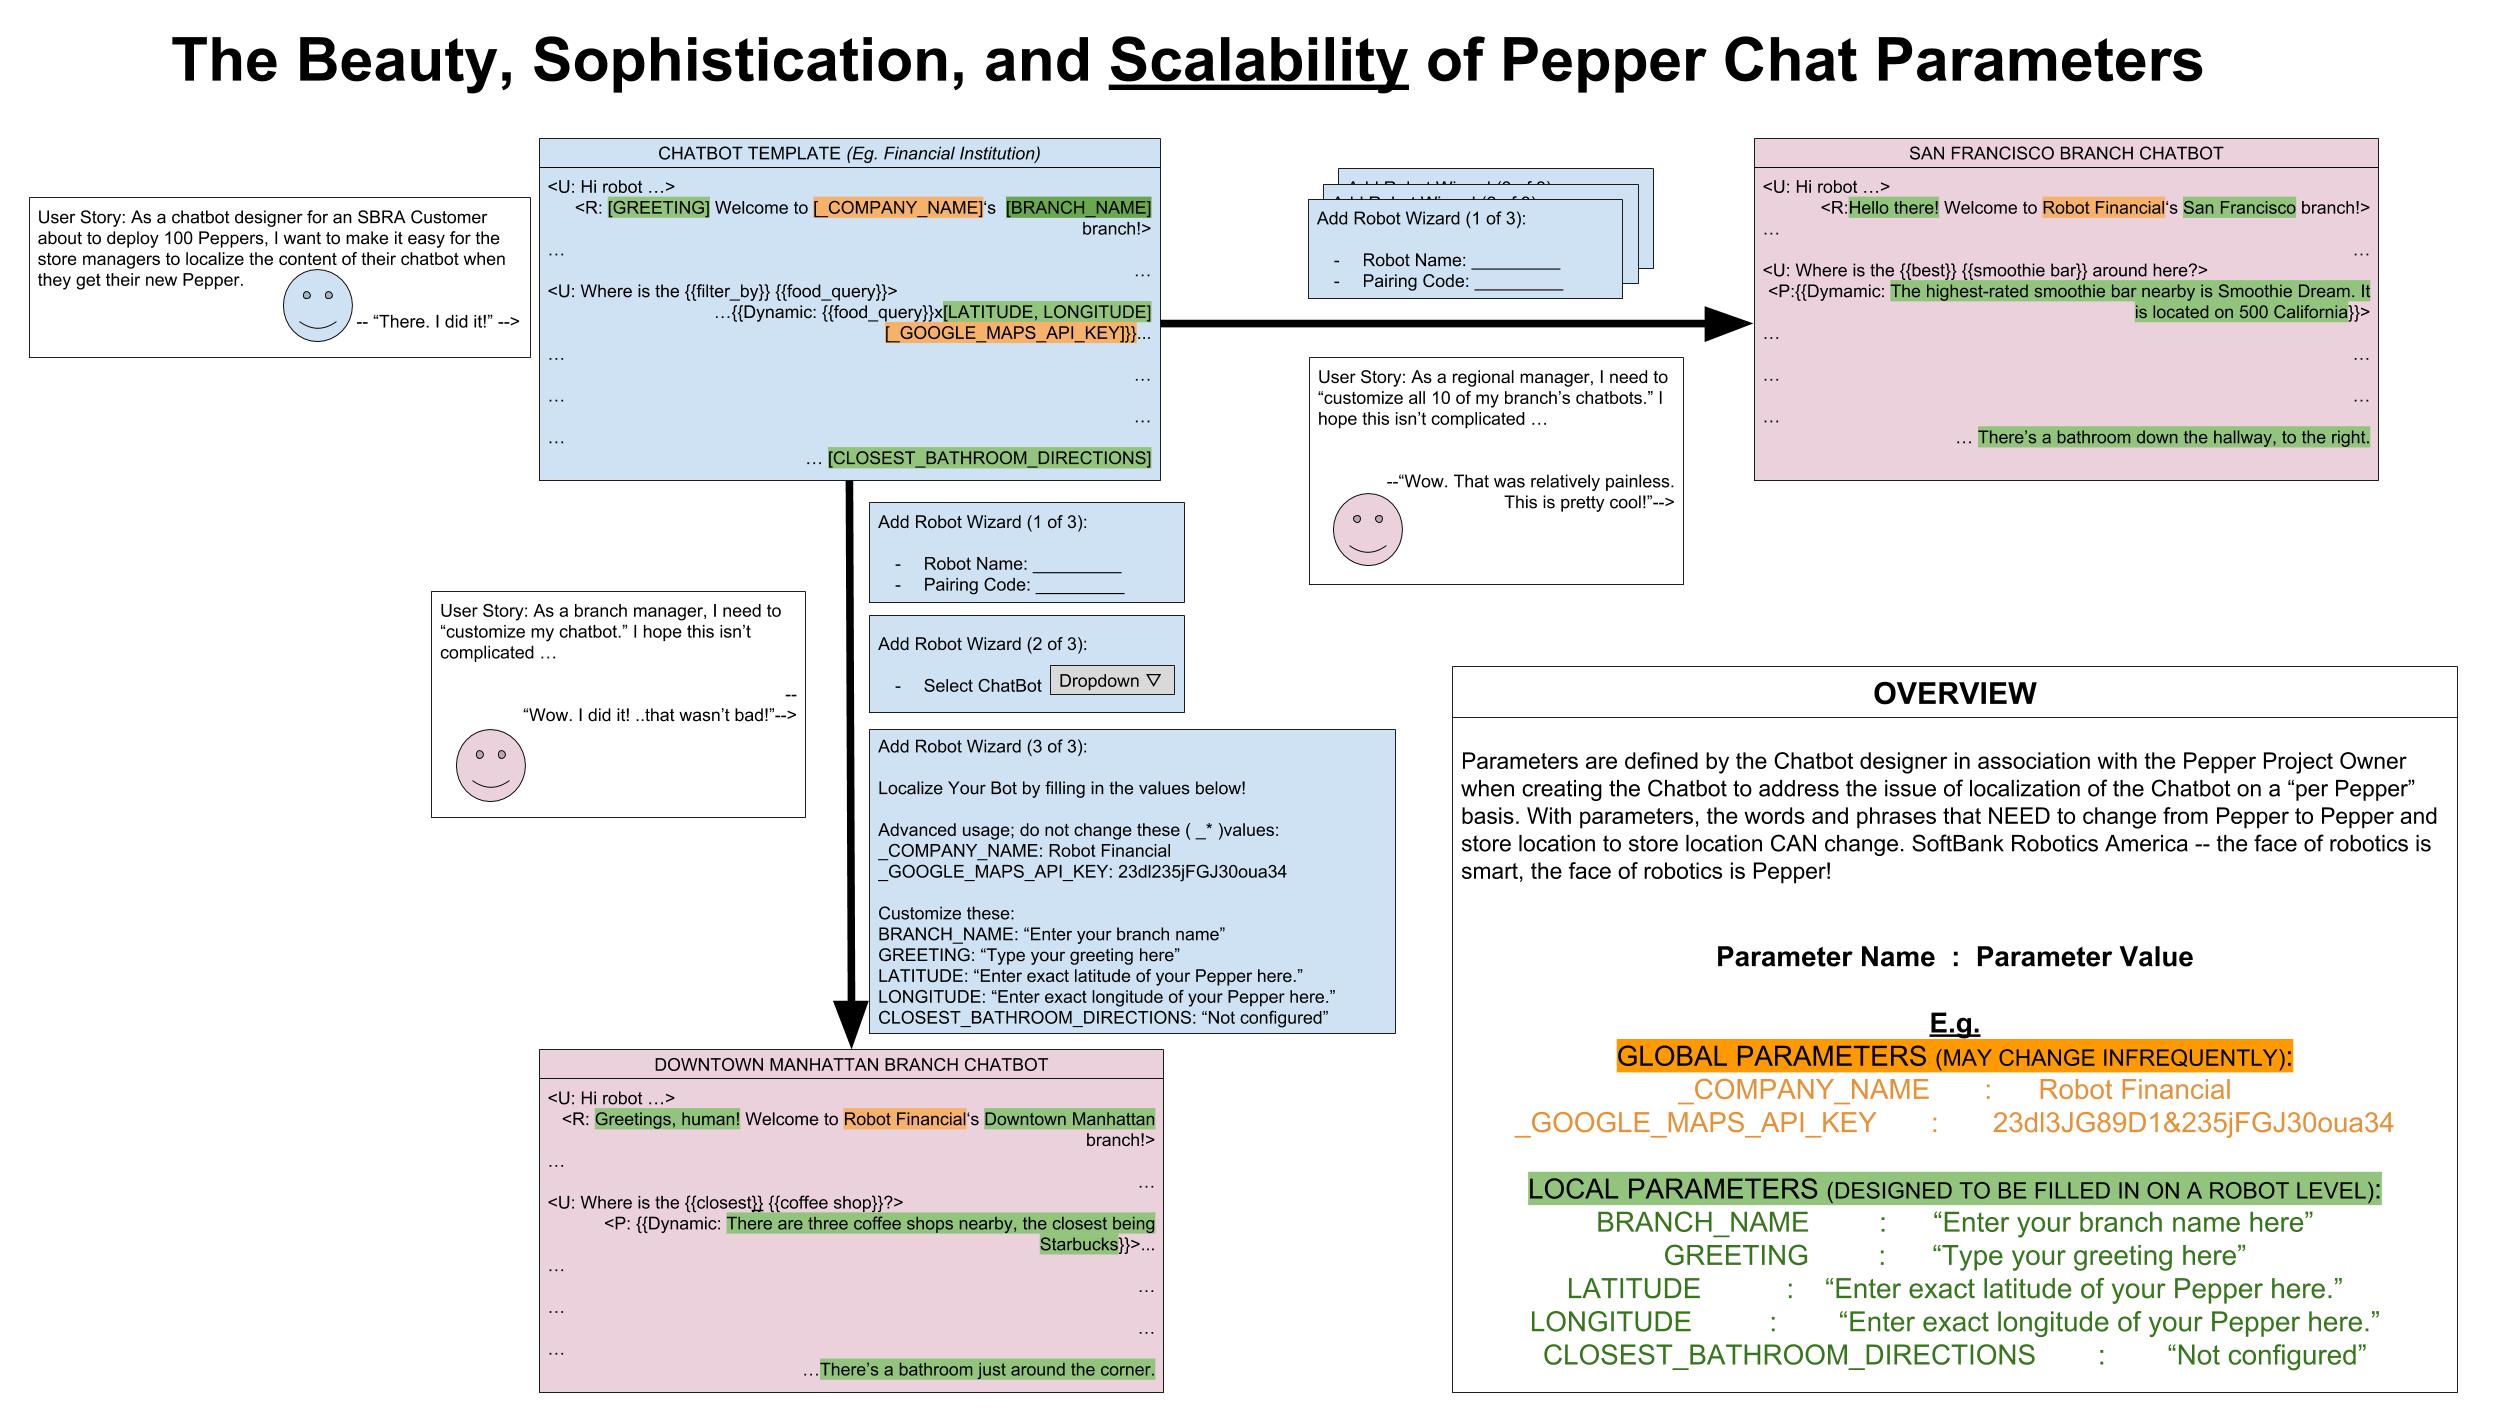 The Beauty, Sophistication, and Scalability of Pepper Chat Parameters
User Story: As a chatbot designer for an SBRA Customer
about to deploy 100 Peppers, I want to make it easy for the
store managers to localize the content of their chatbot when
they get their new Pepper.
-- “There. I did it!” -->
CHATBOT TEMPLATE (Eg. Financial Institution)
<U: Hi robot …>
<R: [GREETING] Welcome to [_COMPANY_NAME]‘s [BRANCH_NAME]
branch!>
…
…
<U: Where is the {{filter_by}} {{food_query}}>
…{{Dynamic: {{food_query}}x[LATITUDE, LONGITUDE]
[_GOOGLE_MAPS_API_KEY]}}...
…
…
…
…
…
… [CLOSEST_BATHROOM_DIRECTIONS]
Add Robot Wizard (1 of 3):
- Robot Name: _________
- Pairing Code: _________
SAN FRANCISCO BRANCH CHATBOT
<U: Hi robot …>
<R:Hello there! Welcome to Robot Financial‘s San Francisco branch!>
…
…
<U: Where is the {{best}} {{smoothie bar}} around here?>
<P:{{Dymamic: The highest-rated smoothie bar nearby is Smoothie Dream. It
is located on 500 California}}>
…
…
…
…
…
… There’s a bathroom down the hallway, to the right.
User Story: As a regional manager, I need to
“customize all 10 of my branch’s chatbots.” I
hope this isn’t complicated …
--“Wow. That was relatively painless.
This is pretty cool!”-->
Add Robot Wizard (1 of 3):
- Robot Name: _________
- Pairing Code: _________
User Story: As a branch manager, I need to
“customize my chatbot.” I hope this isn’t
complicated …
--
“Wow. I did it! ..that wasn’t bad!”-->
Add Robot Wizard (2 of 3):
- Select ChatBot Dropdown ▽
Add Robot Wizard (3 of 3):
Localize Your Bot by filling in the values below!
Advanced usage; do not change these ( _* )values:
_COMPANY_NAME: Robot Financial
_GOOGLE_MAPS_API_KEY: 23dl235jFGJ30oua34
Customize these:
BRANCH_NAME: “Enter your branch name”
GREETING: “Type your greeting here”
LATITUDE: “Enter exact latitude of your Pepper here.”
LONGITUDE: “Enter exact longitude of your Pepper here.”
CLOSEST_BATHROOM_DIRECTIONS: “Not configured”
DOWNTOWN MANHATTAN BRANCH CHATBOT
<U: Hi robot …>
<R: Greetings, human! Welcome to Robot Financial‘s Downtown Manhattan
branch!>
…
…
<U: Where is the {{closest}} {{coffee shop}}?>
<P: {{Dynamic: There are three coffee shops nearby, the closest being
Starbucks}}>...
…
…
…
…
…
…There’s a bathroom just around the corner.
OVERVIEW
Parameters are defined by the Chatbot designer in association with the Pepper Project Owner
when creating the Chatbot to address the issue of localization of the Chatbot on a “per Pepper”
basis. With parameters, the words and phrases that NEED to change from Pepper to Pepper and
store location to store location CAN change. SoftBank Robotics America -- the face of robotics is
smart, the face of robotics is Pepper!
Parameter Name : Parameter Value
E.g.
GLOBAL PARAMETERS (MAY CHANGE INFREQUENTLY):
_COMPANY_NAME : Robot Financial
_GOOGLE_MAPS_API_KEY : 23dl3JG89D1&235jFGJ30oua34
LOCAL PARAMETERS (DESIGNED TO BE FILLED IN ON A ROBOT LEVEL):
BRANCH_NAME : “Enter your branch name here”
GREETING : “Type your greeting here”
LATITUDE : “Enter exact latitude of your Pepper here.”
LONGITUDE : “Enter exact longitude of your Pepper here.”
CLOSEST_BATHROOM_DIRECTIONS : “Not configured”